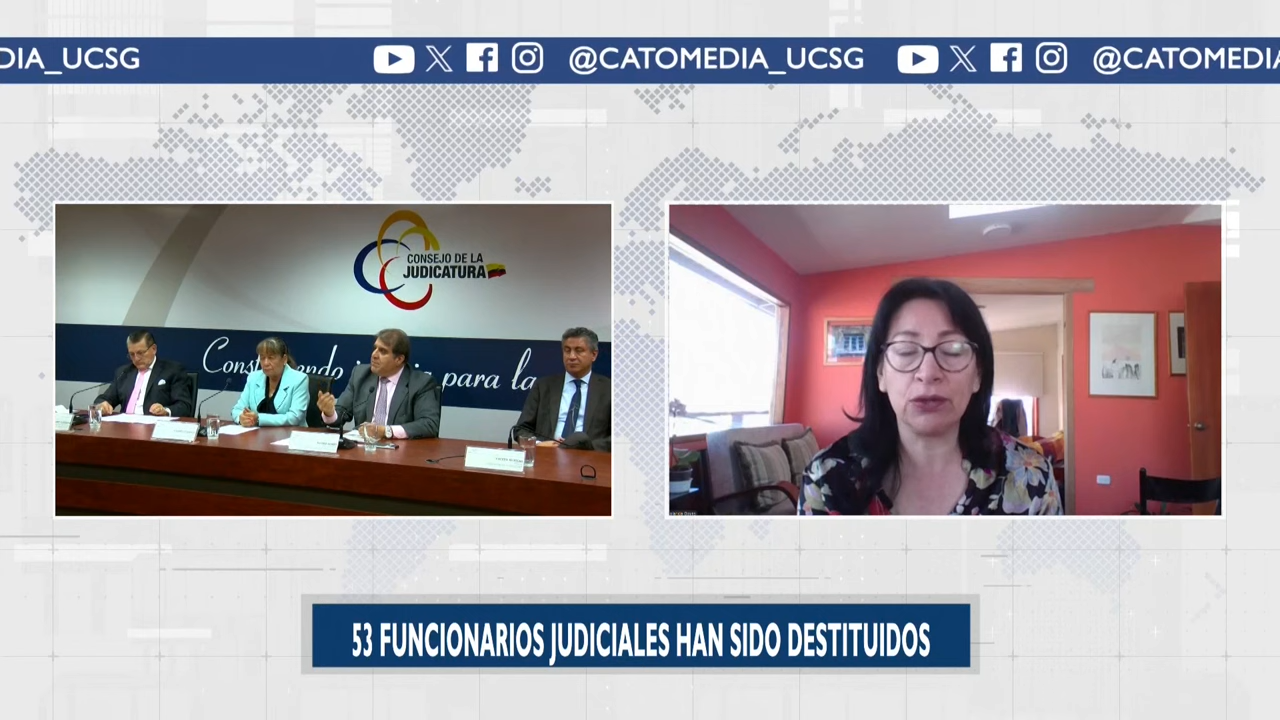 DIA_UCSG @CATOMEDIA_UCSG @CATOMEDIA
CONSEJO DE LA
JUDICATURA
para la
53 FUNCIONARIOS JUDICIALES HAN SIDO DESTITUIDOS